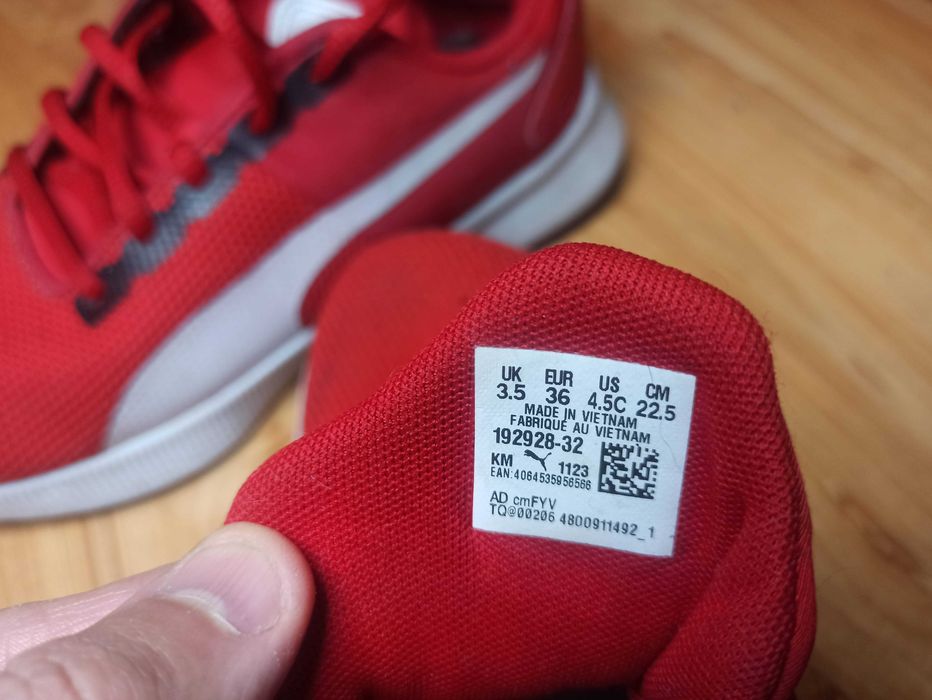 UK EUR US CM
3.5 36 4.5C 22.5
MADE IN VIETNAM
FABRIQUÉ AU VIETNAM
192928-32
KM 1123
EAN:4064535956566
AD cmFYV
TQ@00206 4800911492_1